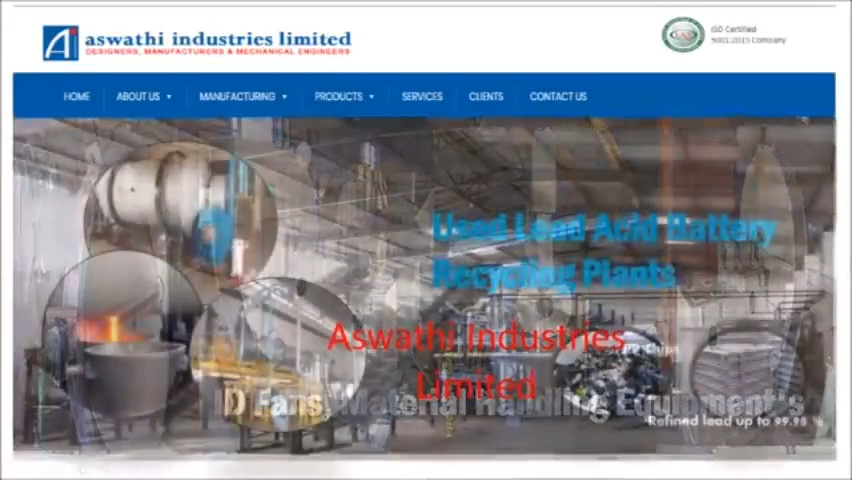 aswathi industries limited
DESIGNERS, MANUFACTURERS & MECHANICAL ENGINEERS
ISO Certified
9001:2015 Company
HOME
ABOUT US
MANUFACTURING
PRODUCTS
SERVICES
CLIENTS
CONTACT US
Used Lead Acid Battery
Recycling Plants
Aswathi Industries
Limited
Chips
ID Fans, Material Handling Equipment's
Refined lead up to 99.98 %